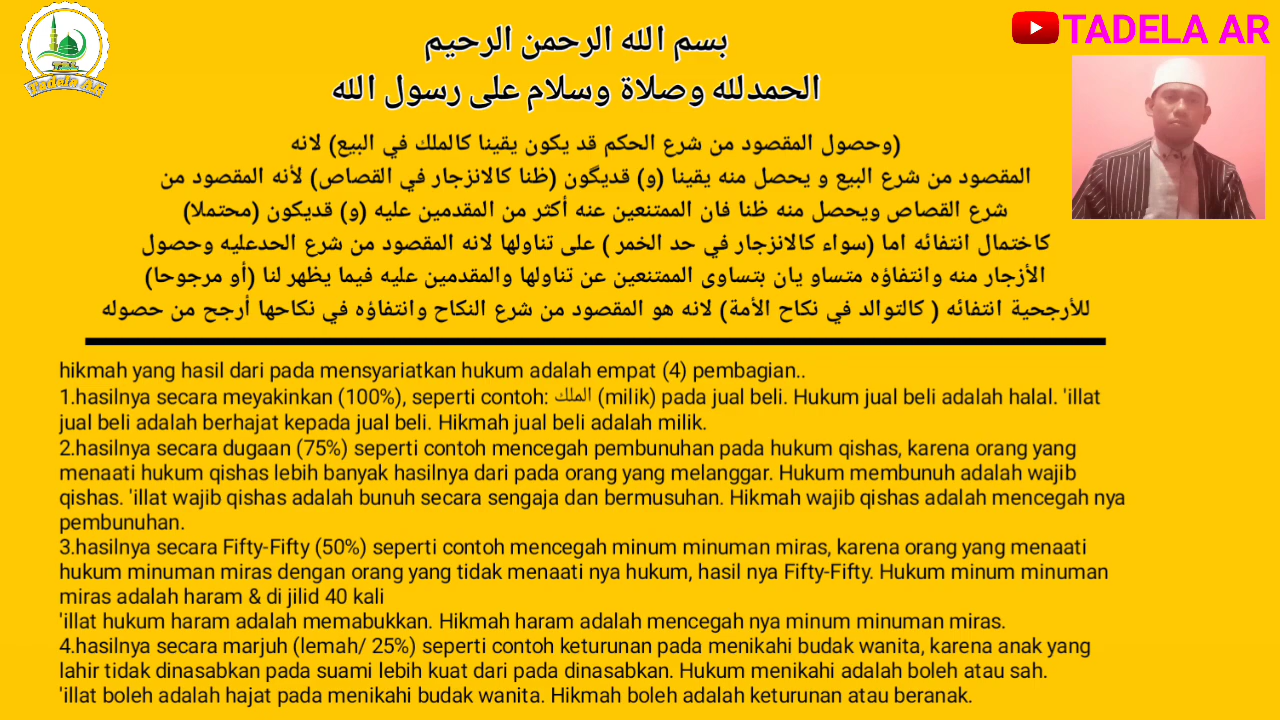 TADELA AR
Tadela AR
بسم الله الرحمن الرحيم
الحمدلله وصلاة وسلام على رسول الله
(وحصول المقصود من شرع الحكم قد يكون يقينا كالملك في البيع) لانه
المقصود من شرع البيع و يحصل منه يقينا (و) قديگون (ظنا كالانزجار في القصاص) لأنه المقصود من
شرع القصاص ويحصل منه ظنا فان الممتنعين عنه أكثر من المقدمين عليه (و) قديكون (محتملا)
كاختمال انتفائه اما (سواء كالانزجار في حد الخمر ) على تناولها لانه المقصود من شرع الحدعليه وحصول
الأزجار منه وانتفاؤه متساو يان بتساوى الممتنعين عن تناولها والمقدمين عليه فيما يظهر لنا (أو مرجوحا)
للأرجحية انتفائه ( كالتوالد في نكاح الأمة) لانه هو المقصود من شرع النكاح وانتفاؤه في نكاحها أرجح من حصوله
hikmah yang hasil dari pada mensyariatkan hukum adalah empat (4) pembagian..
1.hasilnya secara meyakinkan (100%), seperti contoh: الملك (milik) pada jual beli. Hukum jual beli adalah halal. 'illat
jual beli adalah berhajat kepada jual beli. Hikmah jual beli adalah milik.
2.hasilnya secara dugaan (75%) seperti contoh mencegah pembunuhan pada hukum qishas, karena orang yang
menaati hukum qishas lebih banyak hasilnya dari pada orang yang melanggar. Hukum membunuh adalah wajib
qishas. 'illat wajib qishas adalah bunuh secara sengaja dan bermusuhan. Hikmah wajib qishas adalah mencegah nya
pembunuhan.
3.hasilnya secara Fifty-Fifty (50%) seperti contoh mencegah minum minuman miras, karena orang yang menaati
hukum minuman miras dengan orang yang tidak menaati nya hukum, hasil nya Fifty-Fifty. Hukum minum minuman
miras adalah haram & di jilid 40 kali
'illat hukum haram adalah memabukkan. Hikmah haram adalah mencegah nya minum minuman miras.
4.hasilnya secara marjuh (lemah/ 25%) seperti contoh keturunan pada menikahi budak wanita, karena anak yang
lahir tidak dinasabkan pada suami lebih kuat dari pada dinasabkan. Hukum menikahi adalah boleh atau sah.
'illat boleh adalah hajat pada menikahi budak wanita. Hikmah boleh adalah keturunan atau beranak.